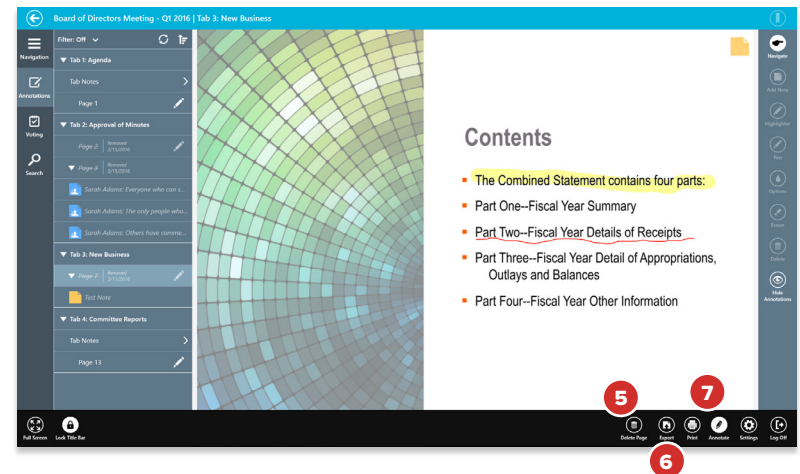 Board of Directors Meeting - Q1 2016 | Tab 3: New Business
Navigation
Annotations
Voting
Search
Filter: Off
Tab 1: Agenda
Tab Notes
Page 1
Tab 2: Approval of Minutes
Page 2 Removed 3/15/2016
Page 3 Removed 3/15/2016
Sarah Adams: Everyone who can s...
Sarah Adams: The only people who...
Sarah Adams: Others have comme...
Tab 3: New Business
Page 7 Removed 3/11/2016
Test Note
Tab 4: Committee Reports
Tab Notes
Page 13
Contents
The Combined Statement contains four parts:
Part One--Fiscal Year Summary
Part Two--Fiscal Year Details of Receipts
Part Three--Fiscal Year Detail of Appropriations,
Outlays and Balances
Part Four--Fiscal Year Other Information
Navigate
Add Note
Highlighter
Pen
Options
Erase
Delete
Hide
Annotations
5
7
Full Screen
Lock Title Bar
Delete Page
Export
Print
Annotate
Settings
Log Off
6